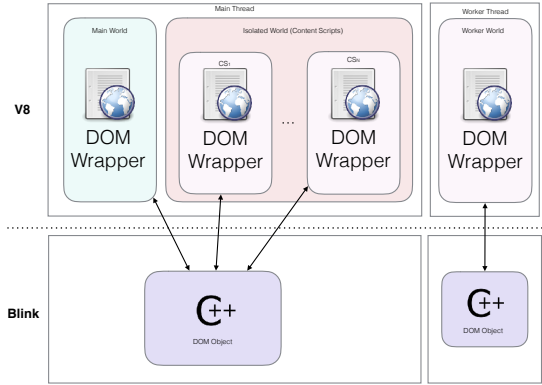 Main Thread
Worker Thread
Main World
Isolated World (Content Scripts)
Worker World
CS1
CSN
V8
DOM
Wrapper
DOM
Wrapper
...
DOM
Wrapper
DOM
Wrapper
Blink
C++
DOM Object
C++
DOM Object